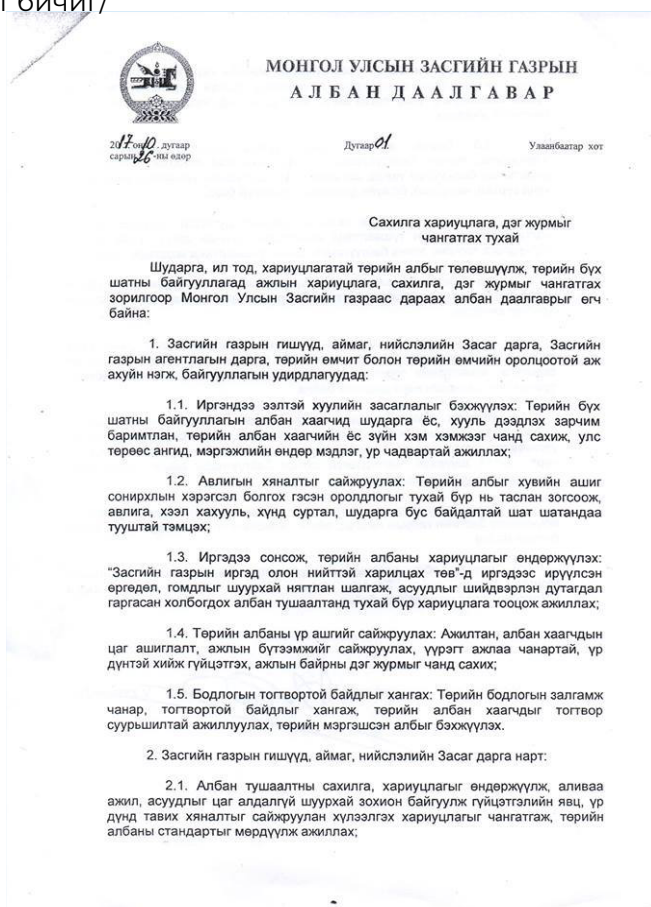 бичиг/
МОНГОЛ УЛСЫН ЗАСГИЙН ГАЗРЫН
АЛБАН ДААЛГАВАР
2017 он 10 . дугаар
сарын 26 -ны өдөр
Дугаар 01
Улаанбаатар хот
Сахилга хариуцлага, дэг журмыг
чангатгах тухай
Шударга, ил тод, хариуцлагатай төрийн албыг төлөвшүүлж, төрийн бүх
шатны байгууллагад ажлын хариуцлага, сахилга, дэг журмыг чангатгах
зорилгоор Монгол Улсын Засгийн газраас дараах албан даалгаврыг өгч
байна:
1. Засгийн газрын гишүүд, аймаг, нийслэлийн Засаг дарга, Засгийн
газрын агентлагын дарга, төрийн өмчит болон төрийн өмчийн оролцоотой аж
ахуйн нэгж, байгууллагын удирдлагуудад:
1.1. Иргэндээ ээлтэй хуулийн засаглалыг бэхжүүлэх: Төрийн бүх
шатны байгууллагын албан хаагчид шударга ёс, хууль дээдлэх зарчим
баримтлан, төрийн албан хаагчийн ёс зүйн хэм хэмжээг чанд сахиж, улс
төрөөс ангид, мэргэжлийн өндөр мэдлэг, ур чадвартай ажиллах;
1.2. Авлигын хяналтыг сайжруулах: Төрийн албыг хувийн ашиг
сонирхлын хэрэгсэл болгох гэсэн оролдлогыг тухай бүр нь таслан зогсоож,
авлига, хээл хахууль, хүнд суртал, шударга бус байдалтай шат шатандаа
тууштай тэмцэх;
1.3. Иргэдээ сонсож, төрийн албаны хариуцлагыг өндөржүүлэх:
"Засгийн газрын иргэд олон нийттэй харилцах төв"-д иргэдээс ирүүлсэн
өргөдөл, гомдлыг шуурхай нягтлан шалгаж, асуудлыг шийдвэрлэн дутагдал
гаргасан холбогдох албан тушаалтанд тухай бүр хариуцлага тооцож ажиллах;
1.4. Төрийн албаны үр ашгийг сайжруулах: Ажилтан, албан хаагчдын
цаг ашиглалт, ажлын бүтээмжийг сайжруулах, үүрэгт ажлаа чанартай, үр
дүнтэй хийж гүйцэтгэх, ажлын байрны дэг журмыг чанд сахих;
1.5. Бодлогын тогтвортой байдлыг хангах: Төрийн бодлогын залгамж
чанар, тогтвортой байдлыг хангаж, төрийн албан хаагчдыг тогтвор
суурьшилтай ажиллуулах, төрийн мэргэшсэн албыг бэхжүүлэх.
2. Засгийн газрын гишүүд, аймаг, нийслэлийн Засаг дарга нарт:
2.1. Албан тушаалтны сахилга, хариуцлагыг өндөржүүлж, аливаа
ажил, асуудлыг цаг алдалгүй шуурхай зохион байгуулж гүйцэтгэлийн явц, үр
дүнд тавих хяналтыг сайжруулан хүлээлгэх хариуцлагыг чангатгаж, төрийн
албаны стандартыг мөрдүүлж ажиллах;